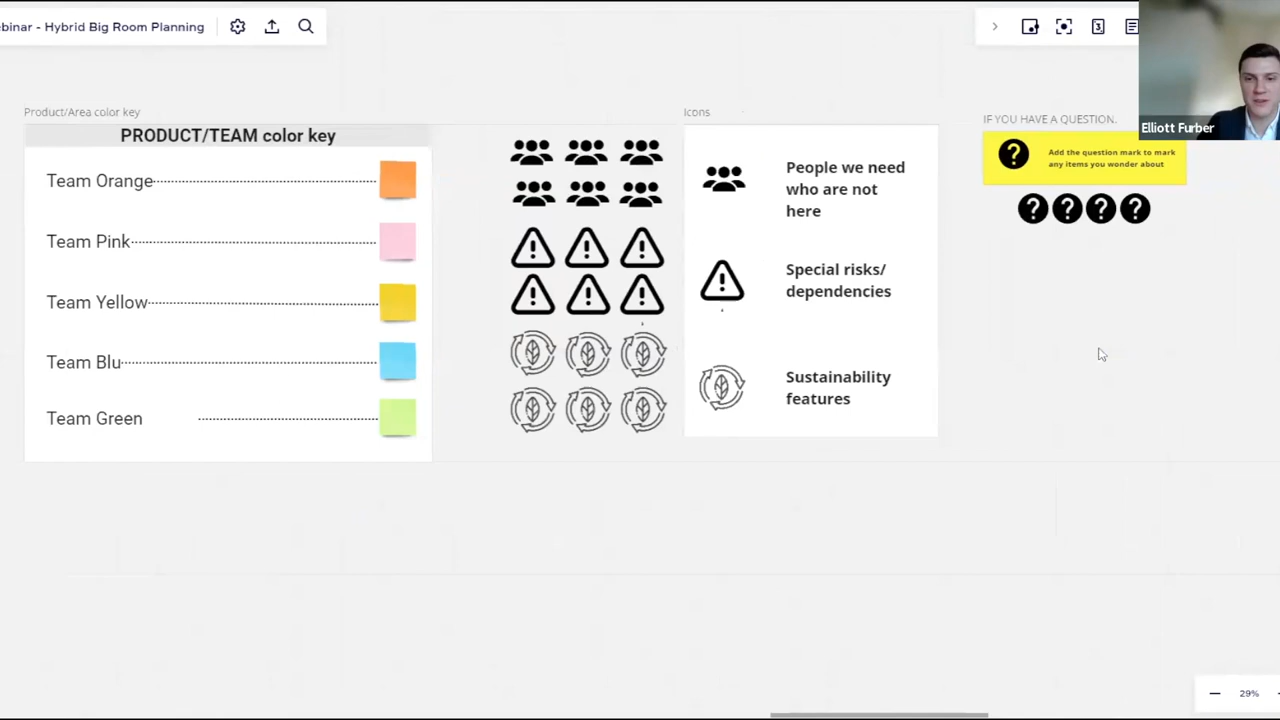 ebinar - Hybrid Big Room Planning
3
Elliott Furber
Product/Area color key
PRODUCT/TEAM color key
Team Orange
Team Pink
Team Yellow
Team Blu
Team Green
Icons
People we need
who are not
here
Special risks/
dependencies
Sustainability
features
IF YOU HAVE A QUESTION.
?
Add the question mark to mark
any items you wonder about
? ? ? ?
29%